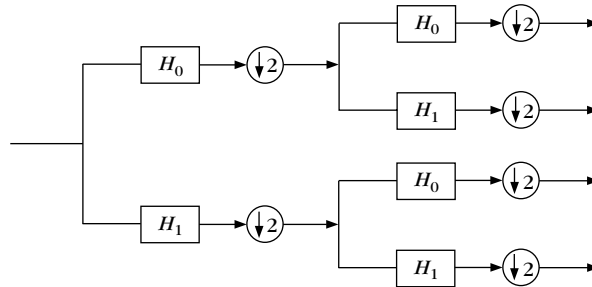 H₀ ↓2 H₀ ↓2
H₁ ↓2
H₁ ↓2 H₀ ↓2
H₁ ↓2